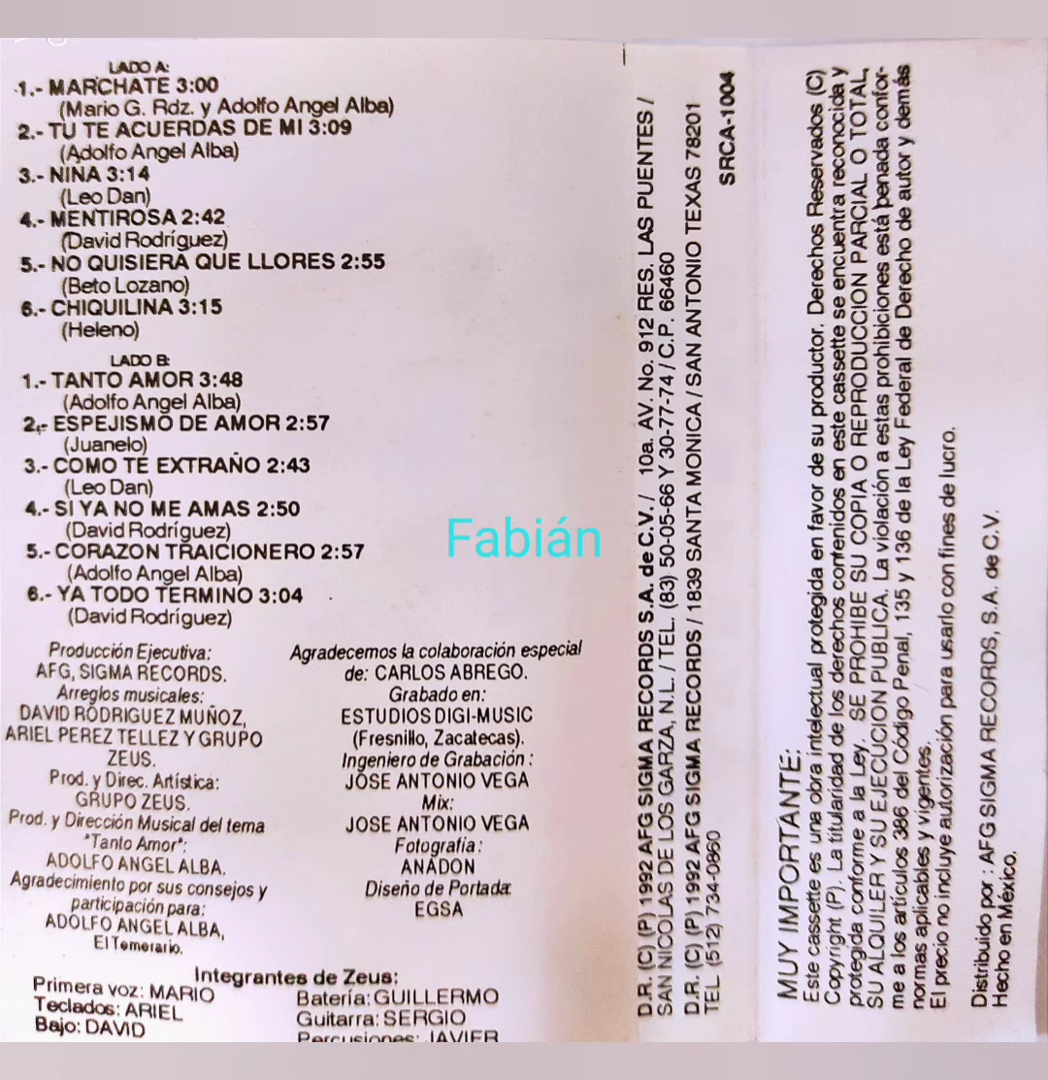 LADO A:
1.- MARCHATE 3:00
(Mario G. Rdz. y Adolfo Angel Alba)
2.- TU TE ACUERDAS DE MI 3:09
(Adolfo Angel Alba)
3.- NINA 3:14
(Leo Dan)
4.- MENTIROSA 2:42
(David Rodríguez)
5.- NO QUISIERA QUE LLORES 2:55
(Beto Lozano)
6.- CHIQUILINA 3:15
(Heleno)
LADO B:
1.- TANTO AMOR 3:48
(Adolfo Angel Alba)
2.- ESPEJISMO DE AMOR 2:57
(Juanelo)
3.- COMO TE EXTRAÑO 2:43
(Leo Dan)
4.- SI YA NO ME AMAS 2:50
(David Rodríguez)
5.- CORAZON TRAICIONERO 2:57
(Adolfo Angel Alba)
6.- YA TODO TERMINO 3:04
(David Rodríguez)
Producción Ejecutiva:
AFG, SIGMA RECORDS.
Arreglos musicales:
DAVID RODRIGUEZ MUÑOZ,
ARIEL PEREZ TELLEZ Y GRUPO
ZEUS.
Prod. y Direc. Artística:
GRUPO ZEUS.
Prod. y Dirección Musical del tema
"Tanto Amor":
ADOLFO ANGEL ALBA.
Agradecimiento por sus consejos y
participación para:
ADOLFO ANGEL ALBA,
El Temerario.
Agradecemos la colaboración especial
de: CARLOS ABREGO.
Grabado en:
ESTUDIOS DIGI-MUSIC
(Fresnillo, Zacatecas).
Ingeniero de Grabación :
JOSE ANTONIO VEGA
Mix:
JOSE ANTONIO VEGA
Fotografía :
ANADON
Diseño de Portada:
EGSA
Integrantes de Zeus:
Primera voz: MARIO
Teclados: ARIEL
Bajo: DAVID
Batería: GUILLERMO
Guitarra: SERGIO
Percusiones: JAVIER
Fabián
D.R. (C) (P) 1992 AFG SIGMA RECORDS S.A. de C.V. / 10a. AV. No. 912 RES. LAS PUENTES /
SAN NICOLAS DE LOS GARZA, N.L. / TEL. (83) 50-05-66 Y 30-77-74 / C.P. 66460
D.R. (C) (P) 1992 AFG SIGMA RECORDS / 1839 SANTA MONICA / SAN ANTONIO TEXAS 78201
TEL (512) 734-0860
SRCA-1004
MUY IMPORTANTE:
Este cassette es una obra intelectual protegida en favor de su productor. Derechos Reservados (C)
Copyright (P). La titularidad de los derechos contenidos en este cassette se encuentra reconocida y
protegida conforme a la Ley. SE PROHIBE SU COPIA O REPRODUCCION PARCIAL O TOTAL,
SU ALQUILER Y SU EJECUCION PUBLICA. La violación a estas prohibiciones está penada confor-
me a los artículos 386 del Código Penal, 135 y 136 de la Ley Federal de Derecho de autor y demás
normas aplicables y vigentes.
El precio no incluye autorización para usarlo con fines de lucro.
Distribuido por : AFG SIGMA RECORDS, S.A. de C.V.
Hecho en México.